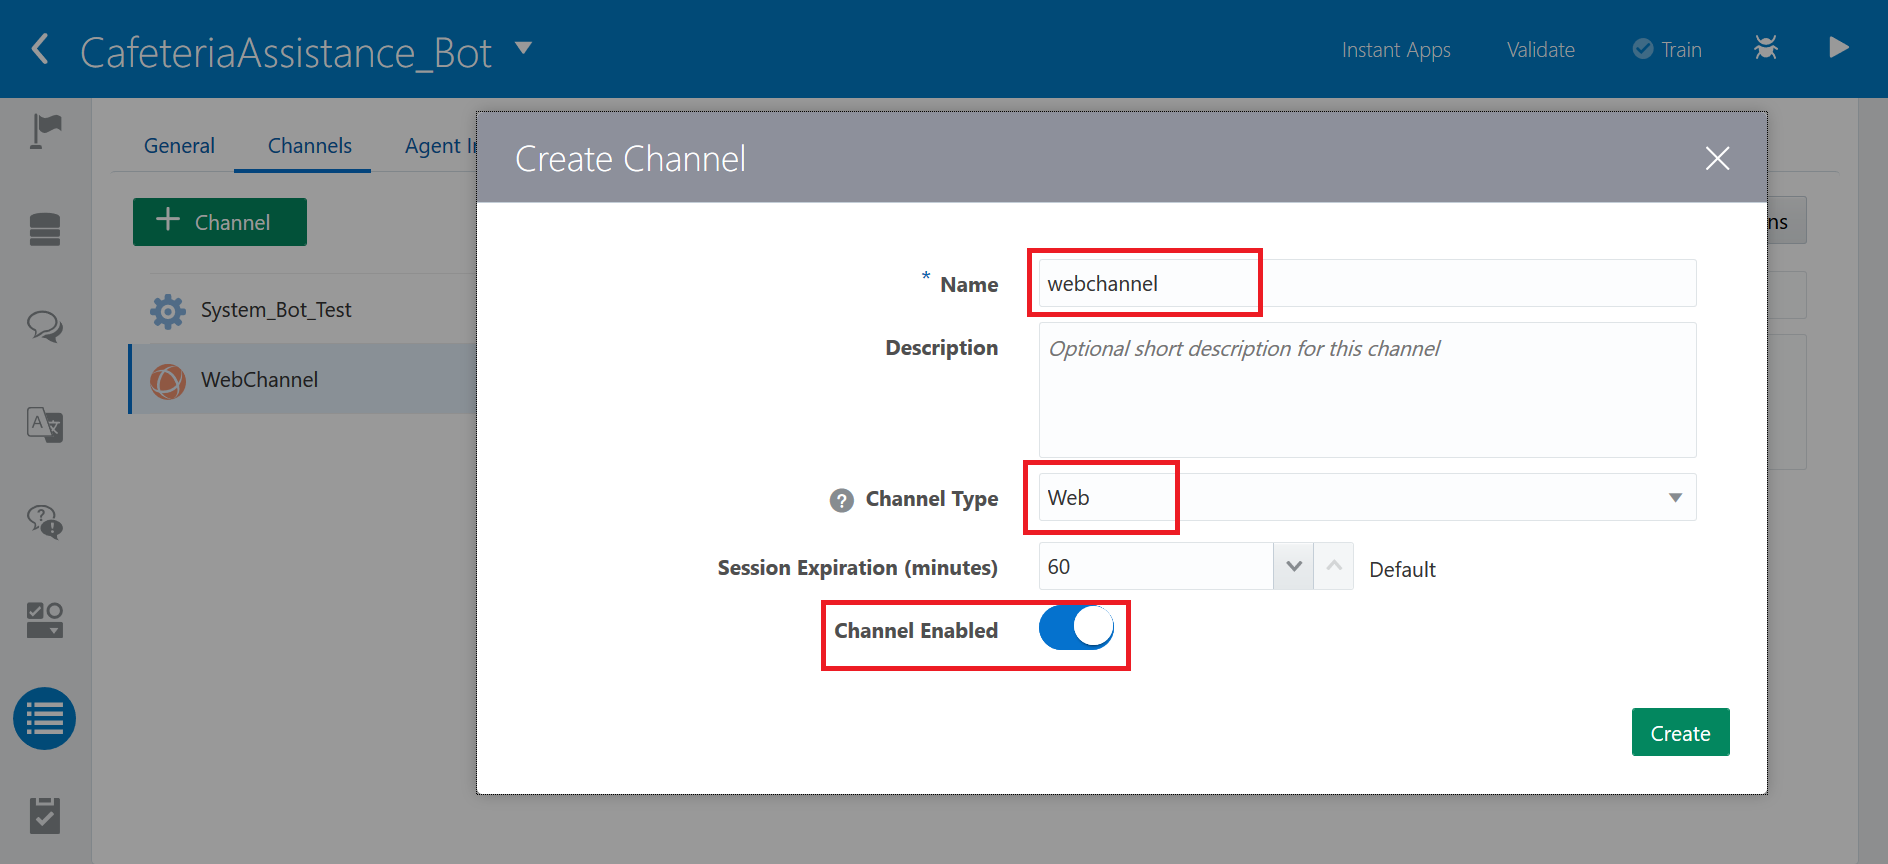 CafeteriaAssistance_Bot
Instant Apps
Validate
Train
General
Channels
Agent I
Channel
System_Bot_Test
WebChannel
ns
Create Channel
* Name
webchannel
Description
Optional short description for this channel
? Channel Type
Web
Session Expiration (minutes)
60
Default
Channel Enabled
Create